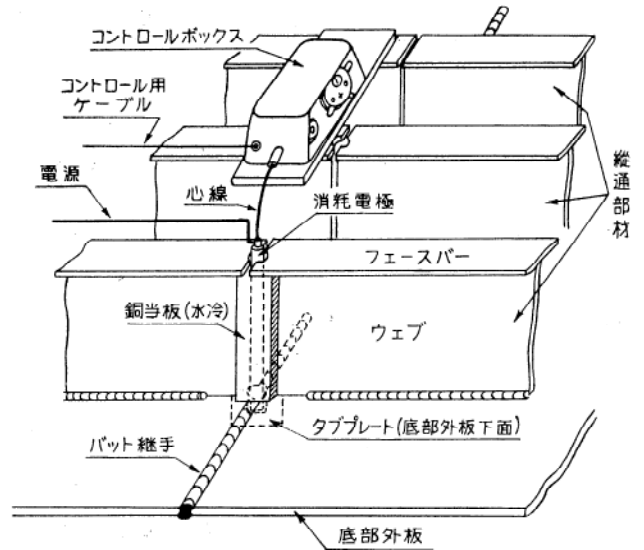 コントロールボックス
コントロール用
ケーブル
電源
心線
消耗電極
縦通部材
フェースバー
銅当板(水冷)
ウェブ
タブプレート(底部外板下面)
バット継手
底部外板